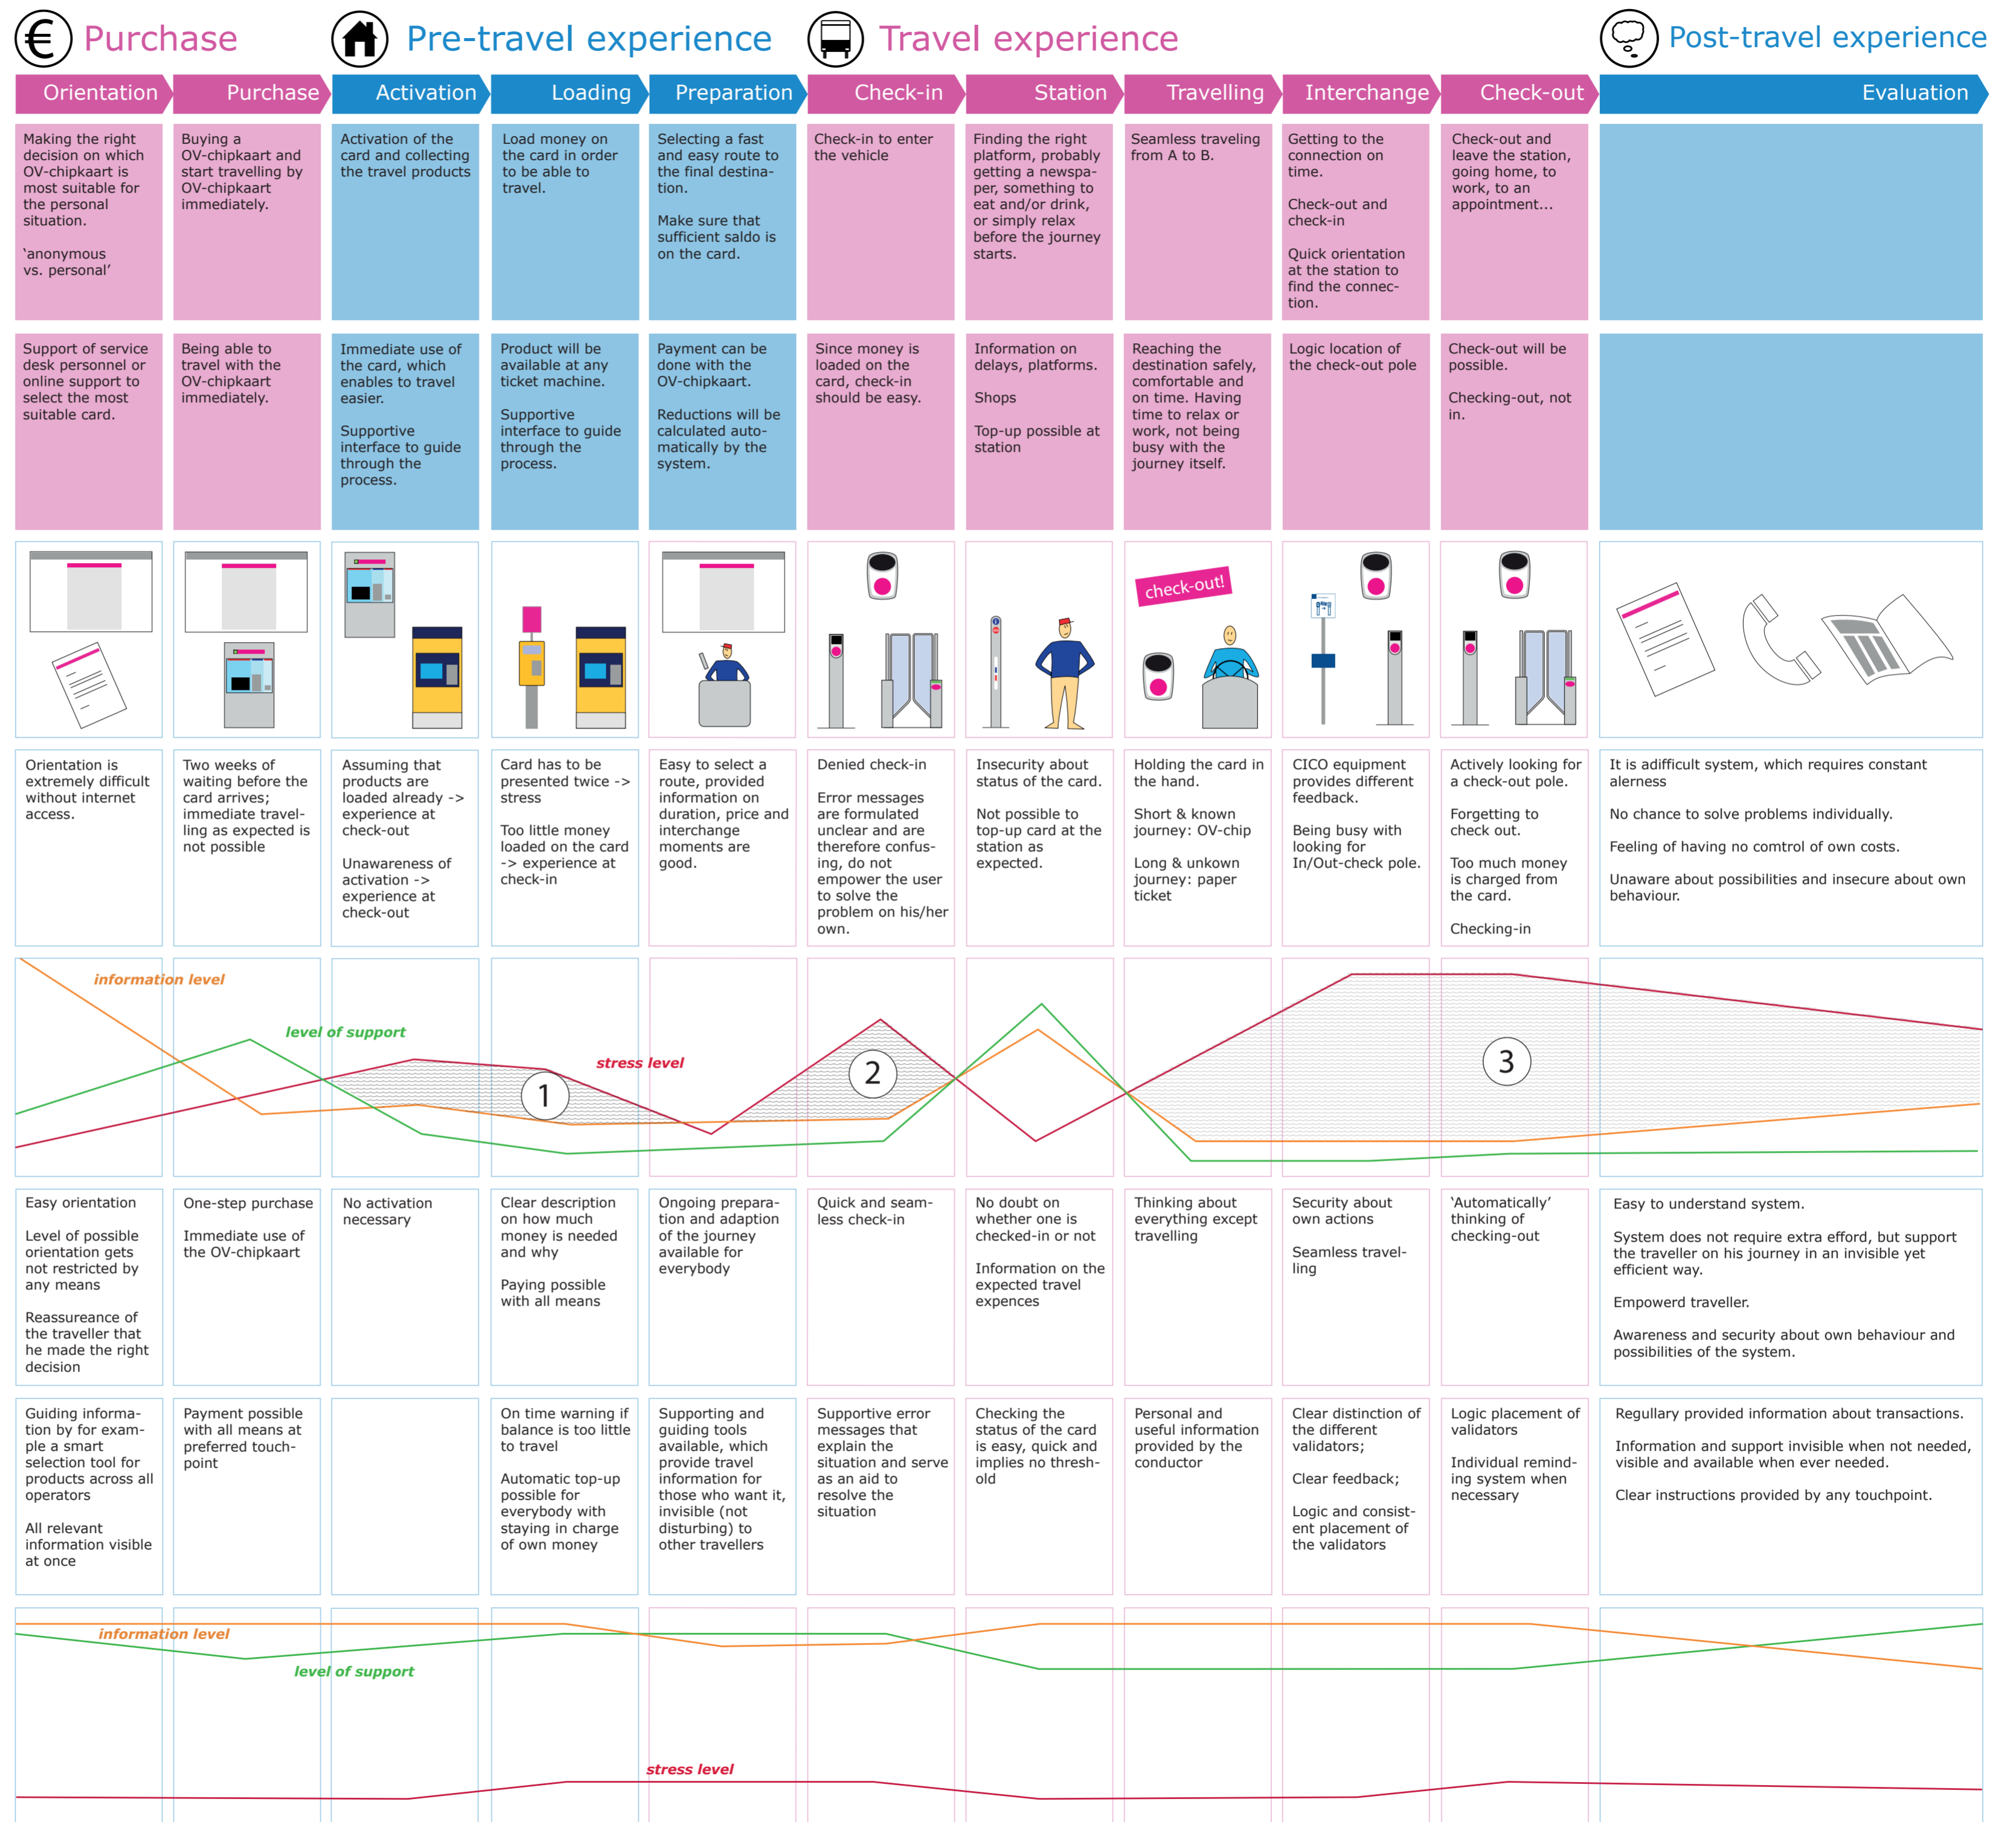 € Purchase
Pre-travel experience
Travel experience
Post-travel experience
Orientation
Purchase
Activation
Loading
Preparation
Check-in
Station
Travelling
Interchange
Check-out
Evaluation
Making the right
decision on which
OV-chipkaart is
most suitable for
the personal
situation.
‘anonymous
vs. personal’
Buying a
OV-chipkaart and
start travelling by
OV-chipkaart
immediately.
Activation of the
card and collecting
the travel products
Load money on
the card in order
to be able to
travel.
Selecting a fast
and easy route to
the final destina-
tion.
Make sure that
sufficient saldo is
on the card.
Check-in to enter
the vehicle
Finding the right
platform, probably
getting a newspa-
per, something to
eat and/or drink,
or simply relax
before the journey
starts.
Seamless traveling
from A to B.
Getting to the
connection on
time.
Check-out and
check-in
Quick orientation
at the station to
find the connec-
tion.
Check-out and
leave the station,
going home, to
work, to an
appointment...
Support of service
desk personnel or
online support to
select the most
suitable card.
Being able to
travel with the
OV-chipkaart
immediately.
Immediate use of
the card, which
enables to travel
easier.
Supportive
interface to guide
through the
process.
Product will be
available at any
ticket machine.
Supportive
interface to guide
through the
process.
Payment can be
done with the
OV-chipkaart.
Reductions will be
calculated auto-
matically by the
system.
Since money is
loaded on the
card, check-in
should be easy.
Information on
delays, platforms.
Shops
Top-up possible at
station
Reaching the
destination safely,
comfortable and
on time. Having
time to relax or
work, not being
busy with the
journey itself.
Logic location of
the check-out pole
Check-out will be
possible.
Checking-out, not
in.
check-out!
Orientation is
extremely difficult
without internet
access.
Two weeks of
waiting before the
card arrives;
immediate travel-
ling as expected is
not possible
Assuming that
products are
loaded already ->
experience at
check-out
Unawareness of
activation ->
experience at
check-out
Card has to be
presented twice ->
stress
Too little money
loaded on the card
-> experience at
check-in
Easy to select a
route, provided
information on
duration, price and
interchange
moments are
good.
Denied check-in
Error messages
are formulated
unclear and are
therefore confus-
ing, do not
empower the user
to solve the
problem on his/her
own.
Insecurity about
status of the card.
Not possible to
top-up card at the
station as
expected.
Holding the card in
the hand.
Short & known
journey: OV-chip
Long & unkown
journey: paper
ticket
CICO equipment
provides different
feedback.
Being busy with
looking for
In/Out-check pole.
Actively looking for
a check-out pole.
Forgetting to
check out.
Too much money
is charged from
the card.
Checking-in
It is adifficult system, which requires constant
alerness
No chance to solve problems individually.
Feeling of having no comtrol of own costs.
Unaware about possibilities and insecure about own
behaviour.
information level
level of support
stress level
1
2
3
Easy orientation
Level of possible
orientation gets
not restricted by
any means
Reassureance of
the traveller that
he made the right
decision
One-step purchase
Immediate use of
the OV-chipkaart
No activation
necessary
Clear description
on how much
money is needed
and why
Paying possible
with all means
Ongoing prepara-
tion and adaption
of the journey
available for
everybody
Quick and seam-
less check-in
No doubt on
whether one is
checked-in or not
Information on the
expected travel
expences
Thinking about
everything except
travelling
Security about
own actions
Seamless travel-
ling
‘Automatically’
thinking of
checking-out
Easy to understand system.
System does not require extra efford, but support
the traveller on his journey in an invisible yet
efficient way.
Empowerd traveller.
Awareness and security about own behaviour and
possibilities of the system.
Guiding informa-
tion by for exam-
ple a smart
selection tool for
products across all
operators
All relevant
information visible
at once
Payment possible
with all means at
preferred touch-
point
On time warning if
balance is too little
to travel
Automatic top-up
possible for
everybody with
staying in charge
of own money
Supporting and
guiding tools
available, which
provide travel
information for
those who want it,
invisible (not
disturbing) to
other travellers
Supportive error
messages that
explain the
situation and serve
as an aid to
resolve the
situation
Checking the
status of the card
is easy, quick and
implies no thresh-
old
Personal and
useful information
provided by the
conductor
Clear distinction of
the different
validators;
Clear feedback;
Logic and consist-
ent placement of
the validators
Logic placement of
validators
Individual remind-
ing system when
necessary
Regullary provided information about transactions.
Information and support invisible when not needed,
visible and available when ever needed.
Clear instructions provided by any touchpoint.
information level
level of support
stress level